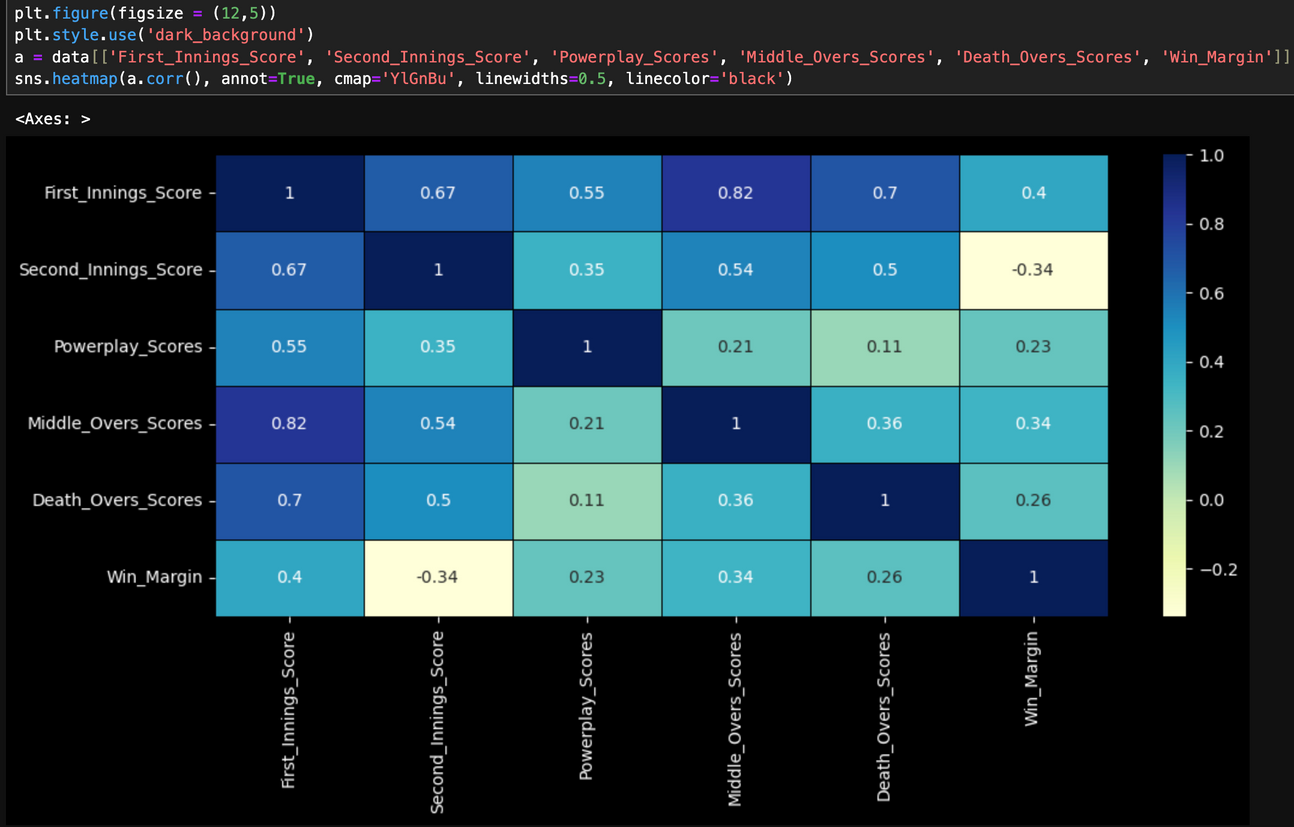 plt.figure(figsize = (12,5))
plt.style.use('dark_background')
a = data[['First_Innings_Score', 'Second_Innings_Score', 'Powerplay_Scores', 'Middle_Overs_Scores', 'Death_Overs_Scores', 'Win_Margin']]
sns.heatmap(a.corr(), annot=True, cmap='YlGnBu', linewidths=0.5, linecolor='black')
<Axes: >
First_Innings_Score 1 0.67 0.55 0.82 0.7 0.4
Second_Innings_Score 0.67 1 0.35 0.54 0.5 -0.34
Powerplay_Scores 0.55 0.35 1 0.21 0.11 0.23
Middle_Overs_Scores 0.82 0.54 0.21 1 0.36 0.34
Death_Overs_Scores 0.7 0.5 0.11 0.36 1 0.26
Win_Margin 0.4 -0.34 0.23 0.34 0.26 1
First_Innings_Score
Second_Innings_Score
Powerplay_Scores
Middle_Overs_Scores
Death_Overs_Scores
Win_Margin
1.0
0.8
0.6
0.4
0.2
0.0
−0.2